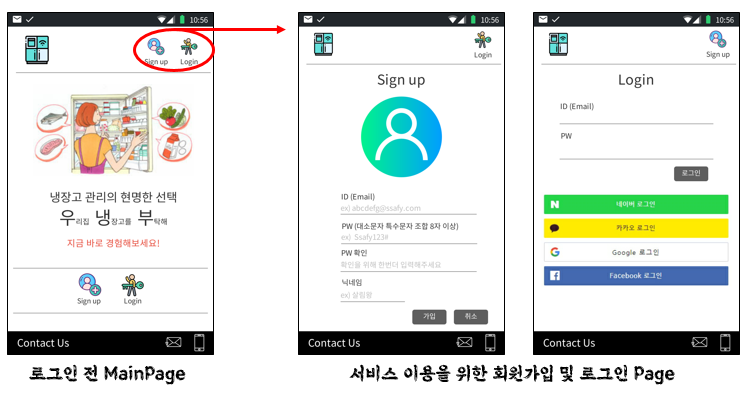 10:56
Sign up
Login
냉장고 관리의 현명한 선택
우리집 냉장고를 부탁해
지금 바로 경험해보세요!
Sign up
Login
Contact Us
로그인 전 MainPage
10:56
Login
Sign up
ID (Email)
ex) abcdefg@ssafy.com
PW (대소문자 특수문자 조합 8자 이상)
ex) Ssafy123#
PW 확인
확인을 위해 한번더 입력해주세요
닉네임
ex) 살림왕
가입
취소
Contact Us
10:56
Sign up
Login
ID (Email)
PW
로그인
N
네이버 로그인
카카오 로그인
G
Google 로그인
f
Facebook 로그인
Contact Us
서비스 이용을 위한 회원가입 및 로그인 Page